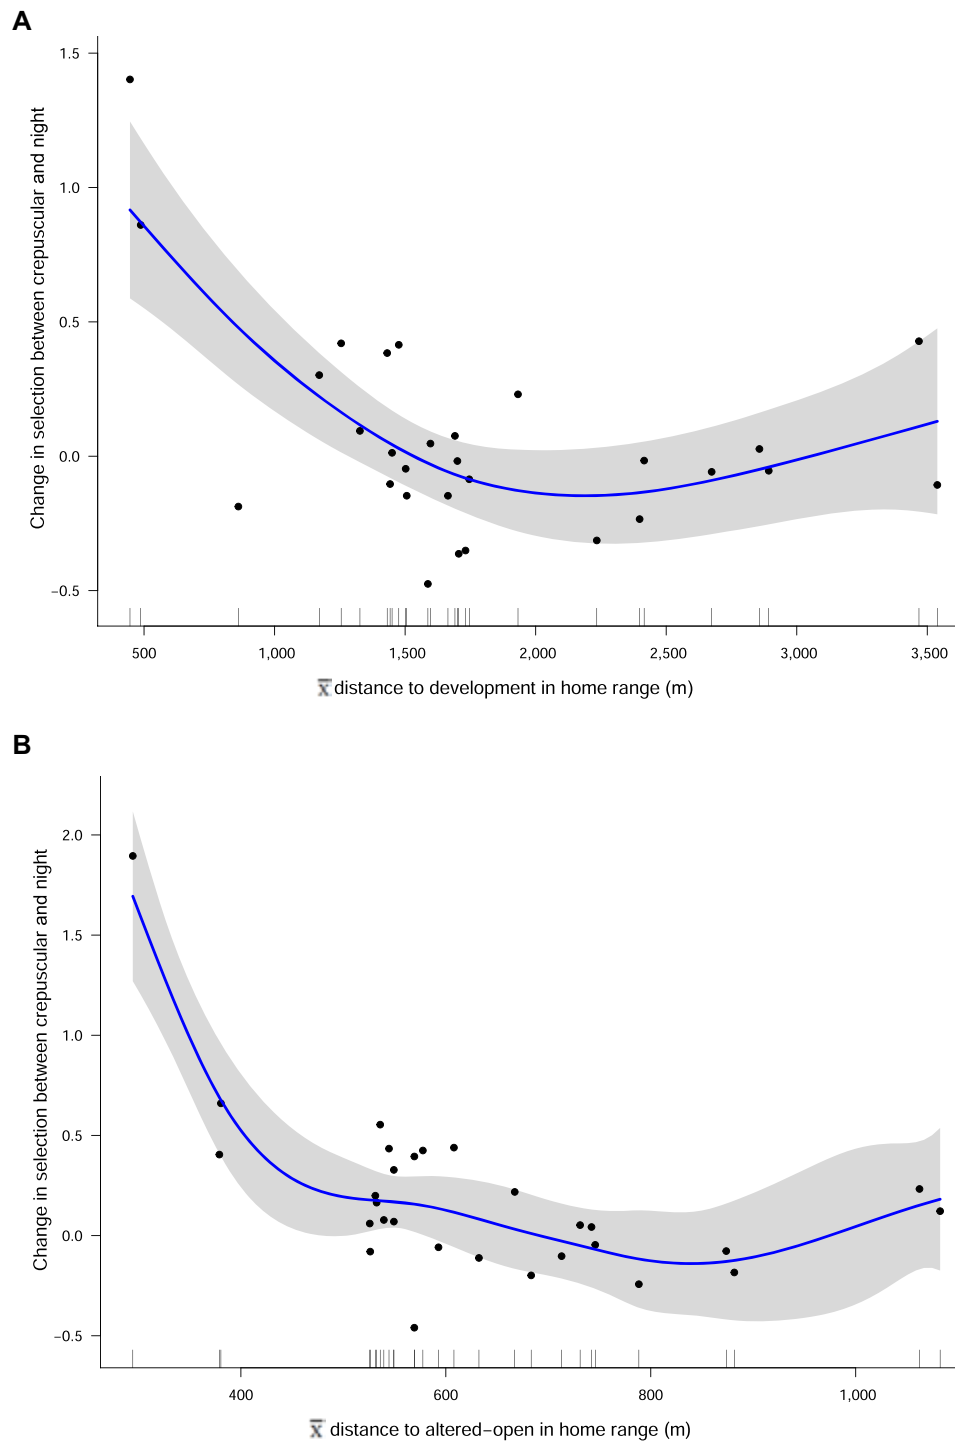 A
1.5
1.0
0.5
0.0
−0.5
Change in selection between crepuscular and night
500 1,000 1,500 2,000 2,500 3,000 3,500
x̅ distance to development in home range (m)
B
2.0
1.5
1.0
0.5
0.0
−0.5
Change in selection between crepuscular and night
400 600 800 1,000
x̅ distance to altered−open in home range (m)